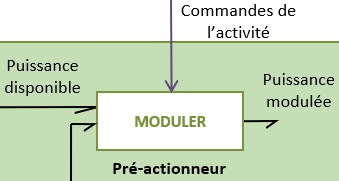 Commandes de
l’activité
Puissance
disponible
Puissance
modulée
MODULER
Pré-actionneur